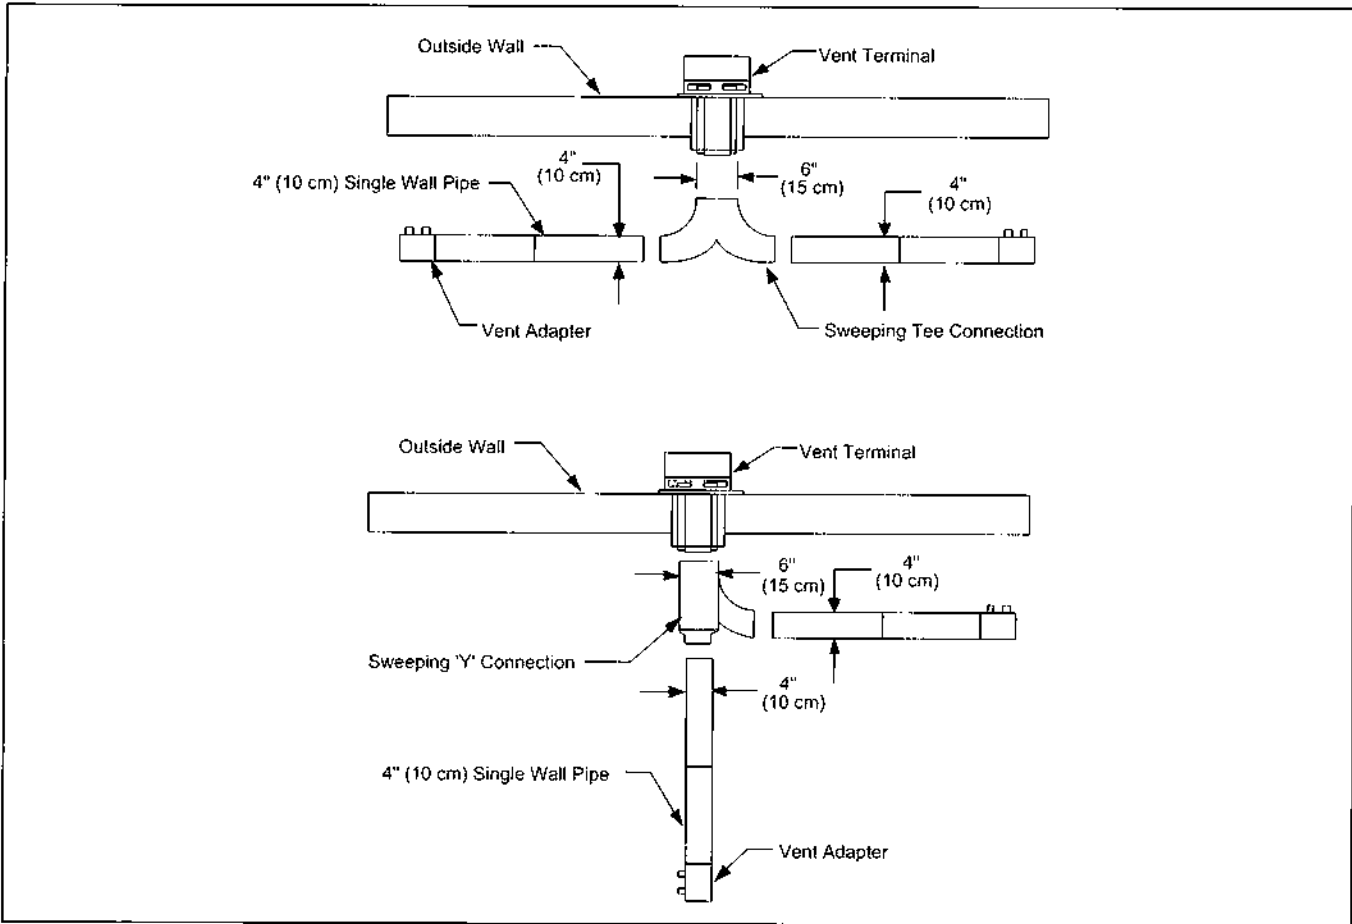 Outside Wall
Vent Terminal
4"
(10 cm)
6"
(15 cm)
4" (10 cm) Single Wall Pipe
4"
(10 cm)
Vent Adapter
Sweeping Tee Connection
Outside Wall
Vent Terminal
6"
(15 cm)
4"
(10 cm)
Sweeping 'Y' Connection
4"
(10 cm)
4" (10 cm) Single Wall Pipe
Vent Adapter